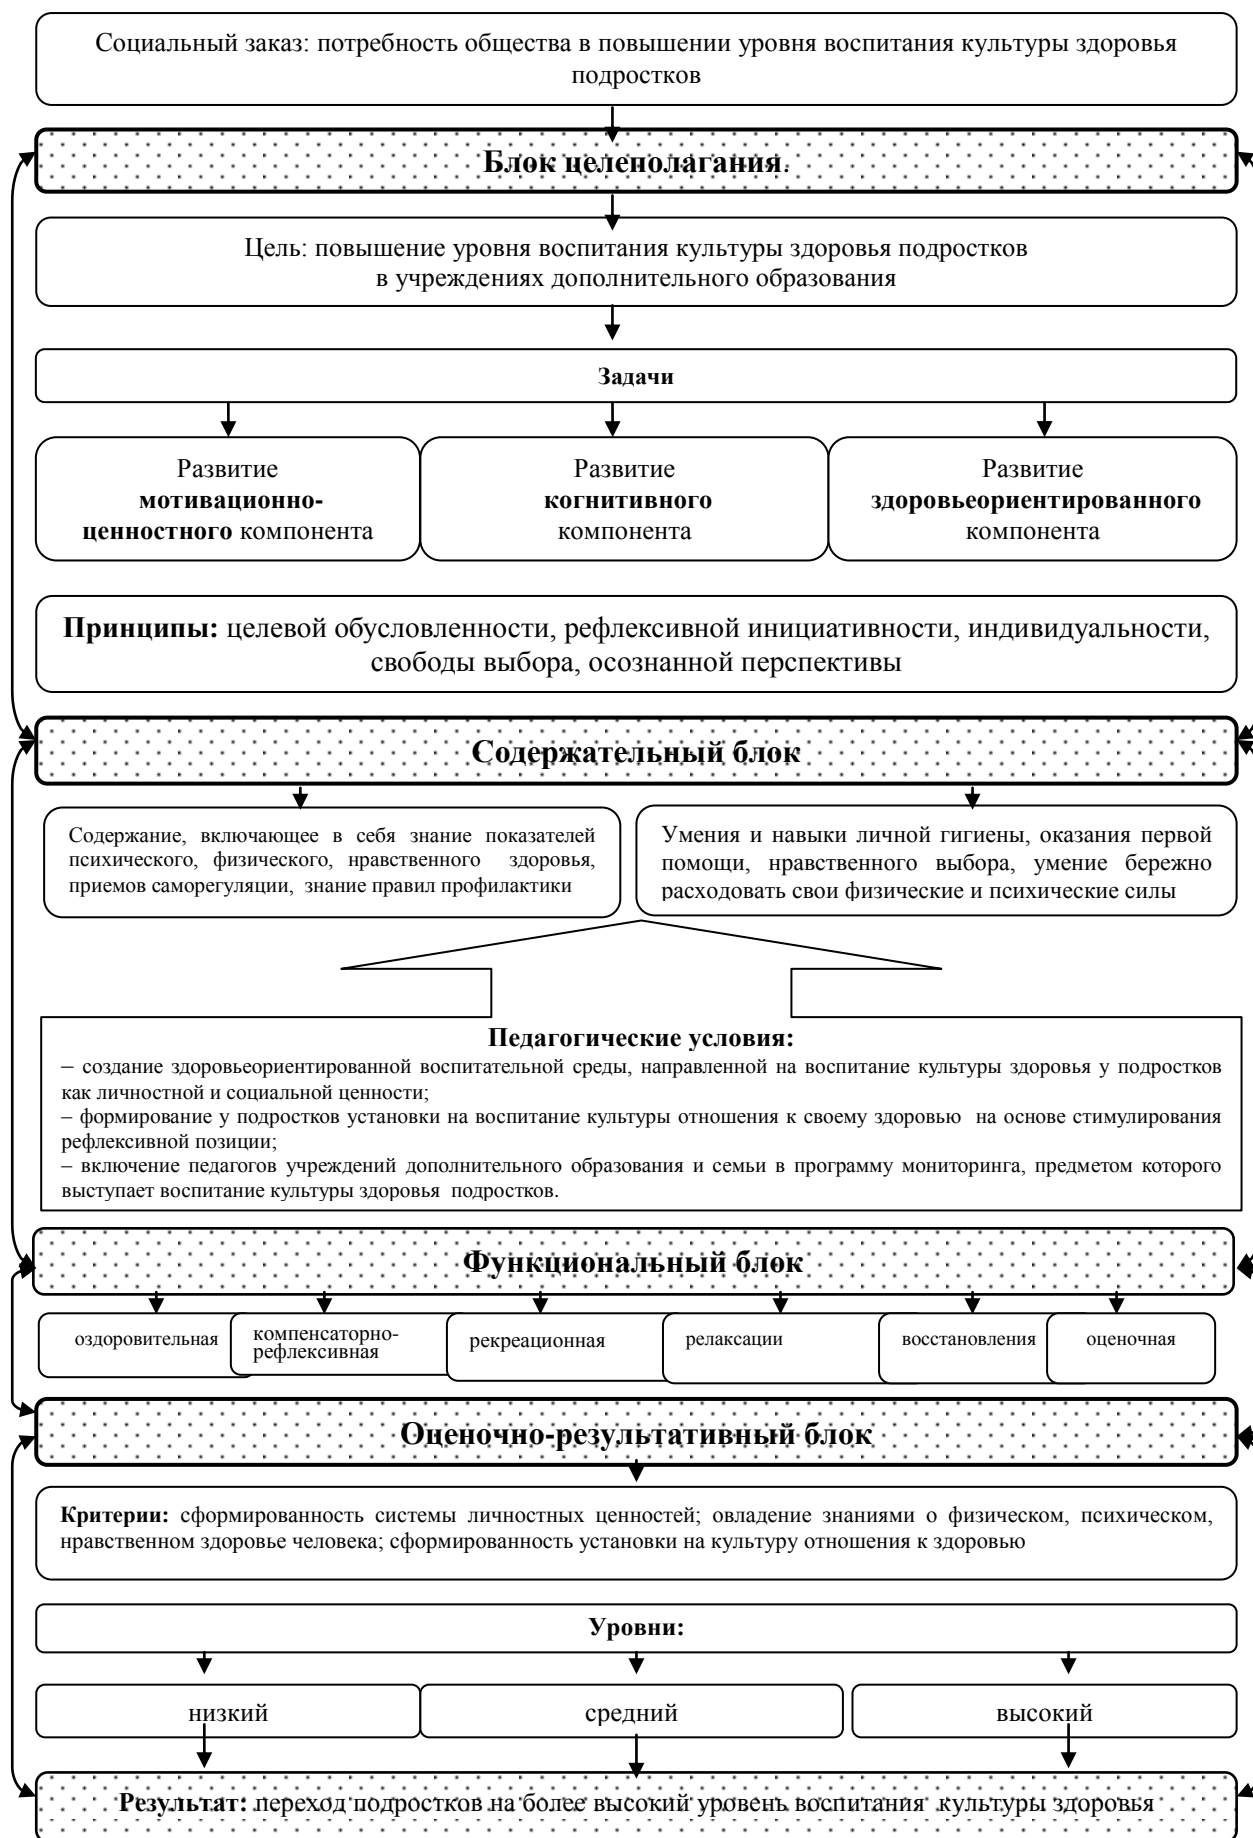 Социальный заказ: потребность общества в повышении уровня воспитания культуры здоровья
подростков
Блок целеполагания.
Цель: повышение уровня воспитания культуры здоровья подростков
в учреждениях дополнительного образования
Задачи
Развитие
мотивационно-
ценностного компонента
Развитие
когнитивного
компонента
Развитие
здоровьеориентированного
компонента
Принципы: целевой обусловленности, рефлексивной инициативности, индивидуальности,
свободы выбора, осознанной перспективы
Содержательный блок
Содержание, включающее в себя знание показателей
психического, физического, нравственного здоровья,
приемов саморегуляции, знание правил профилактики
Умения и навыки личной гигиены, оказания первой
помощи, нравственного выбора, умение бережно
расходовать свои физические и психические силы
Педагогические условия:
– создание здоровьеориентированной воспитательной среды, направленной на воспитание культуры здоровья у подростков
как личностной и социальной ценности;
– формирование у подростков установки на воспитание культуры отношения к своему здоровью на основе стимулирования
рефлексивной позиции;
– включение педагогов учреждений дополнительного образования и семьи в программу мониторинга, предметом которого
выступает воспитание культуры здоровья подростков.
Функциональный блок
оздоровительная
компенсаторно-
рефлексивная
рекреационная
релаксации
восстановления
оценочная
Оценочно-результативный блок
Критерии: сформированность системы личностных ценностей; овладение знаниями о физическом, психическом,
нравственном здоровье человека; сформированность установки на культуру отношения к здоровью
Уровни:
низкий
средний
высокий
Результат: переход подростков на более высокий уровень воспитания культуры здоровья